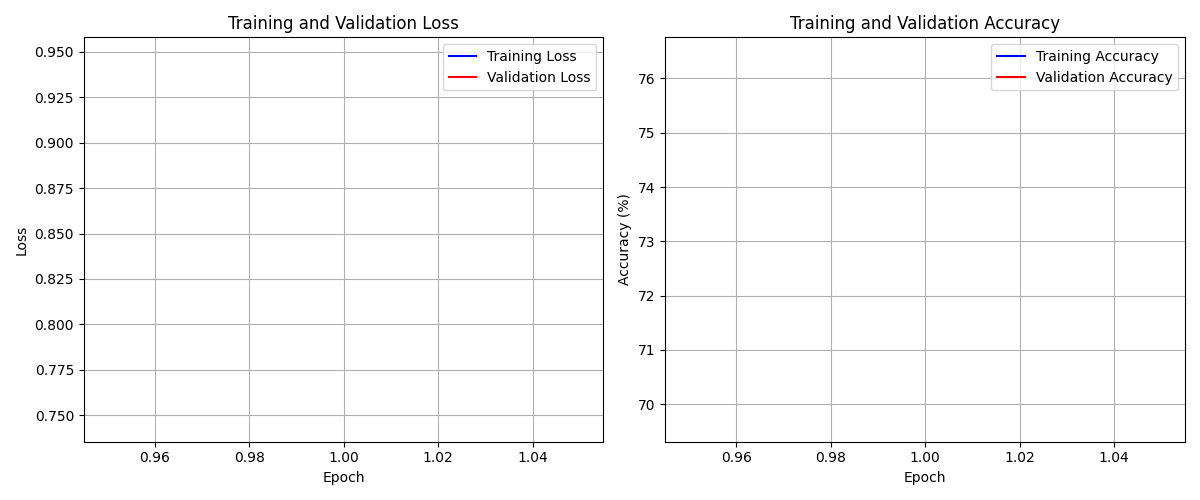 Training and Validation Loss
0.950
0.925
0.900
0.875
0.850
0.825
0.800
0.775
0.750
Loss
Training Loss
Validation Loss
0.96 0.98 1.00 1.02 1.04
Epoch
Training and Validation Accuracy
76
75
74
73
72
71
70
Accuracy (%)
Training Accuracy
Validation Accuracy
0.96 0.98 1.00 1.02 1.04
Epoch